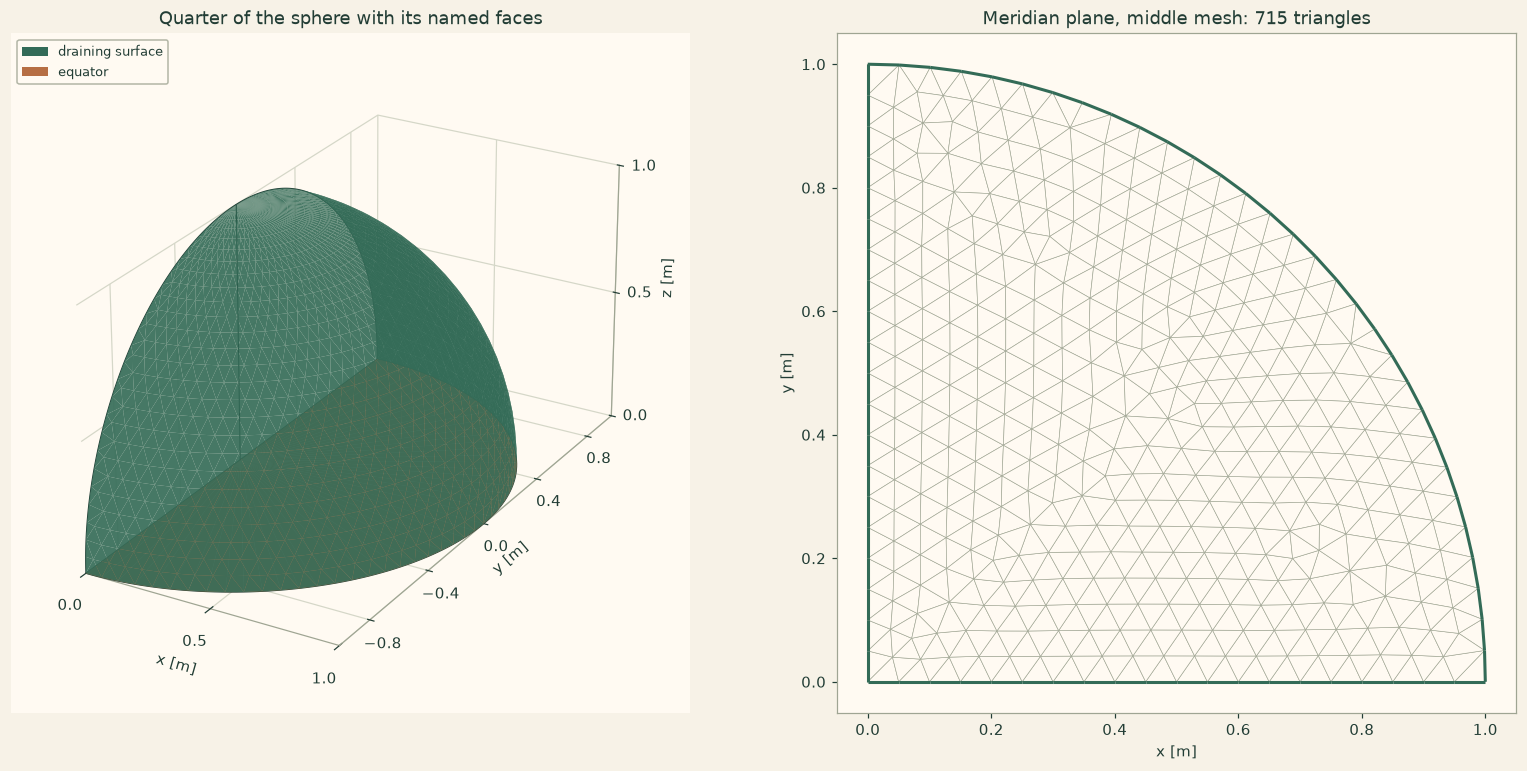 Quarter of the sphere with its named faces
draining surface
equator
1.0
0.5
0.0
z [m]
0.8
0.4
0.0
−0.4
−0.8
y [m]
0.0
0.5
1.0
x [m]
Meridian plane, middle mesh: 715 triangles
1.0
0.8
0.6
0.4
0.2
0.0
y [m]
0.0
0.2
0.4
0.6
0.8
1.0
x [m]